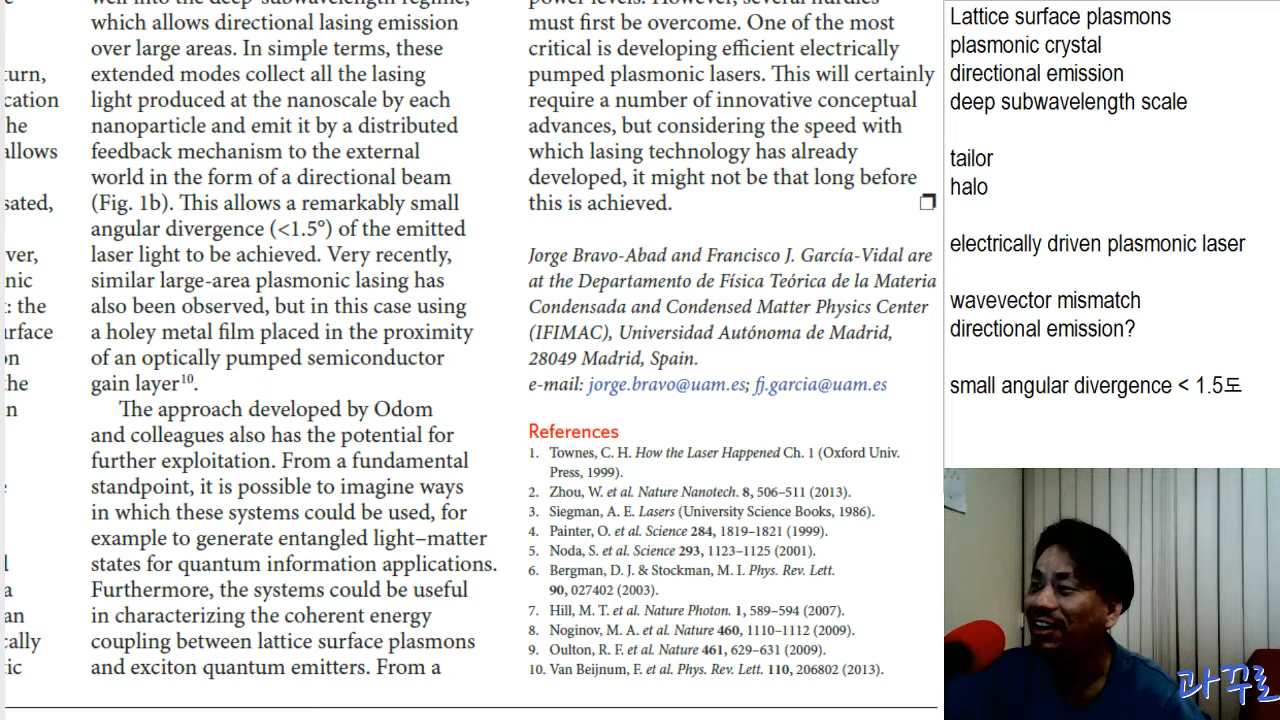 well into the deep-subwavelength regime,
which allows directional lasing emission
over large areas. In simple terms, these
extended modes collect all the lasing
light produced at the nanoscale by each
nanoparticle and emit it by a distributed
feedback mechanism to the external
world in the form of a directional beam
(Fig. 1b). This allows a remarkably small
angular divergence (<1.5°) of the emitted
laser light to be achieved. Very recently,
similar large-area plasmonic lasing has
also been observed, but in this case using
a holey metal film placed in the proximity
of an optically pumped semiconductor
gain layer¹⁰.
The approach developed by Odom
and colleagues also has the potential for
further exploitation. From a fundamental
standpoint, it is possible to imagine ways
in which these systems could be used, for
example to generate entangled light–matter
states for quantum information applications.
Furthermore, the systems could be useful
in characterizing the coherent energy
coupling between lattice surface plasmons
and exciton quantum emitters. From a
power levels. However, several hurdles
must first be overcome. One of the most
critical is developing efficient electrically
pumped plasmonic lasers. This will certainly
require a number of innovative conceptual
advances, but considering the speed with
which lasing technology has already
developed, it might not be that long before
this is achieved.
Jorge Bravo-Abad and Francisco J. García-Vidal are
at the Departamento de Física Teórica de la Materia
Condensada and Condensed Matter Physics Center
(IFIMAC), Universidad Autónoma de Madrid,
28049 Madrid, Spain.
e-mail: jorge.bravo@uam.es; fj.garcia@uam.es
References
1. Townes, C. H. How the Laser Happened Ch. 1 (Oxford Univ.
Press, 1999).
2. Zhou, W. et al. Nature Nanotech. 8, 506–511 (2013).
3. Siegman, A. E. Lasers (University Science Books, 1986).
4. Painter, O. et al. Science 284, 1819–1821 (1999).
5. Noda, S. et al. Science 293, 1123–1125 (2001).
6. Bergman, D. J. & Stockman, M. I. Phys. Rev. Lett.
90, 027402 (2003).
7. Hill, M. T. et al. Nature Photon. 1, 589–594 (2007).
8. Noginov, M. A. et al. Nature 460, 1110–1112 (2009).
9. Oulton, R. F. et al. Nature 461, 629–631 (2009).
10. Van Beijnum, F. et al. Phys. Rev. Lett. 110, 206802 (2013).
Lattice surface plasmons
plasmonic crystal
directional emission
deep subwavelength scale
tailor
halo
electrically driven plasmonic laser
wavevector mismatch
directional emission?
small angular divergence < 1.5도
과꾸로